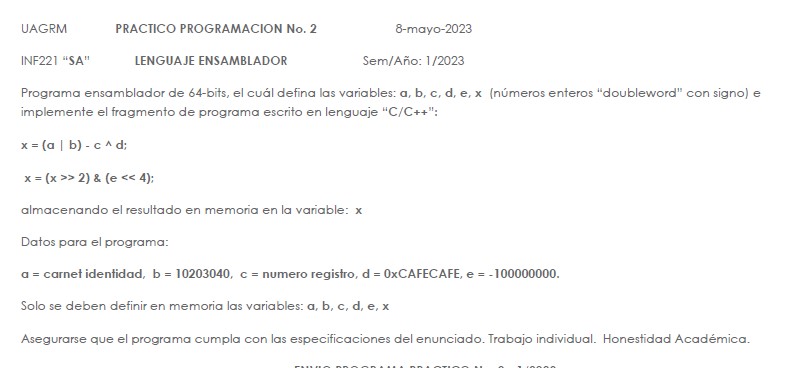 UAGRM PRACTICO PROGRAMACION No. 2 8-mayo-2023
INF221 “SA” LENGUAJE ENSAMBLADOR Sem/Año: 1/2023
Programa ensamblador de 64-bits, el cuál defina las variables: a, b, c, d, e, x (números enteros “doubleword” con signo) e
implemente el fragmento de programa escrito en lenguaje “C/C++”:
x = (a | b) - c ^ d;
x = (x >> 2) & (e << 4);
almacenando el resultado en memoria en la variable: x
Datos para el programa:
a = carnet identidad, b = 10203040, c = numero registro, d = 0xCAFECAFE, e = -100000000.
Solo se deben definir en memoria las variables: a, b, c, d, e, x
Asegurarse que el programa cumpla con las especificaciones del enunciado. Trabajo individual. Honestidad Académica.